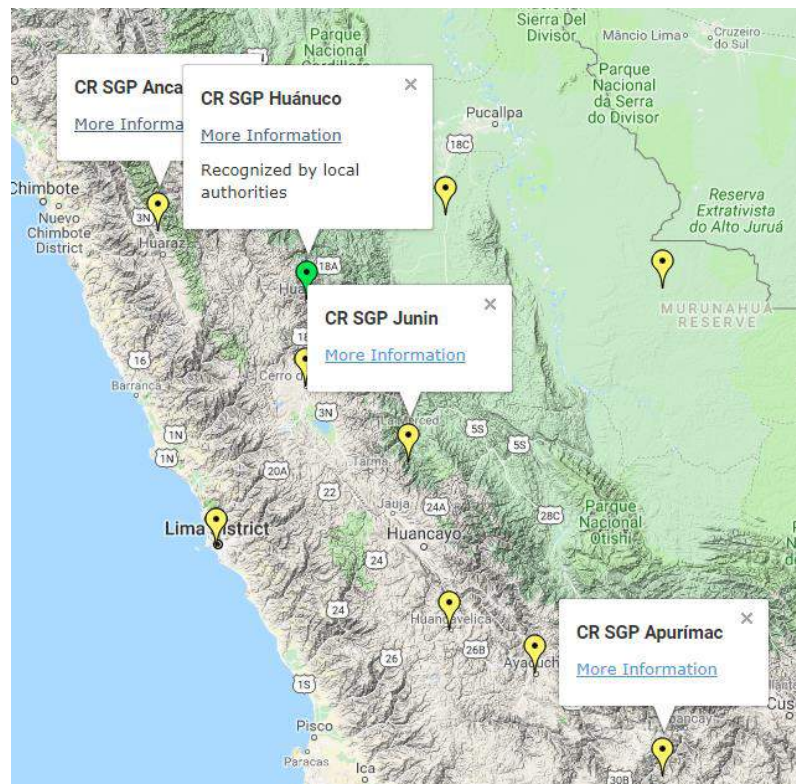 Parque
Nacional
Sierra Del
Divisor
Mâncio Lima
Cruzeiro
do Sul
Parque
Nacional
da Serra
do Divisor
CR SGP Anca
More Informa
CR SGP Huánuco
More Information
Recognized by local
authorities
Pucallpa
18C
Chimbote
Nuevo
Chimbote
District
3N
Huaraz
Reserva
Extrativista
do Alto Juruá
18A
MURUNAHUA
RESERVE
CR SGP Junin
More Information
16
Barranca
Cerro d
3N
1N
1N
5S
5S
20A
Tarma
22
Jauja
24A
28C
Parque
Nacional
Otishi
Lima District
Huancayo
24
24
Huancavelica
26B
26
Ayacuch
CR SGP Apurímac
More Information
Cus
1S
Pisco
Paracas
Ica
30B